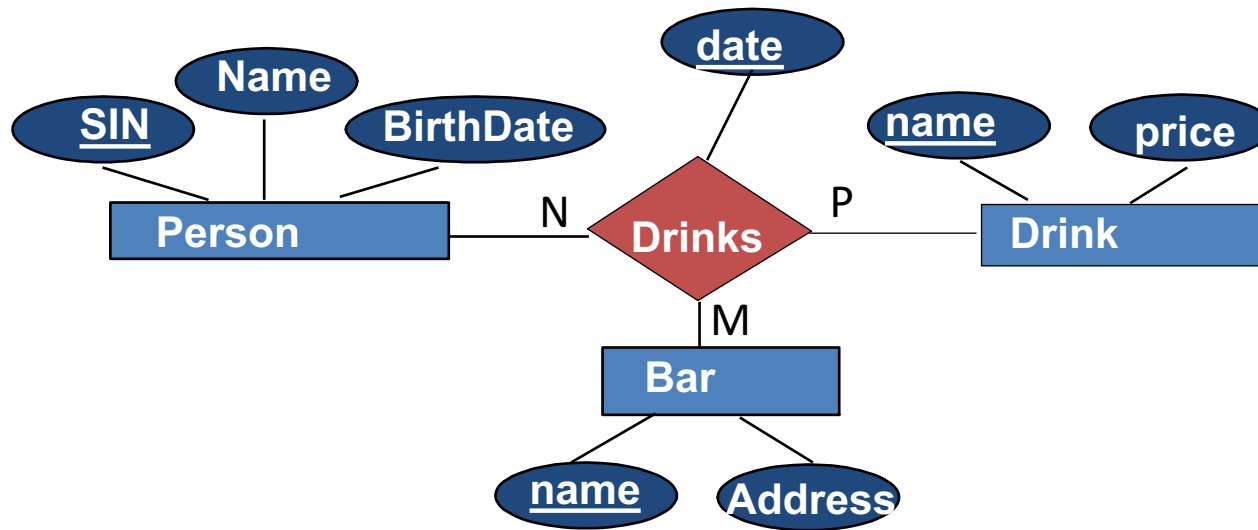 date
Name
SIN
BirthDate
name
price
N
P
Person
Drinks
Drink
M
Bar
name
Address